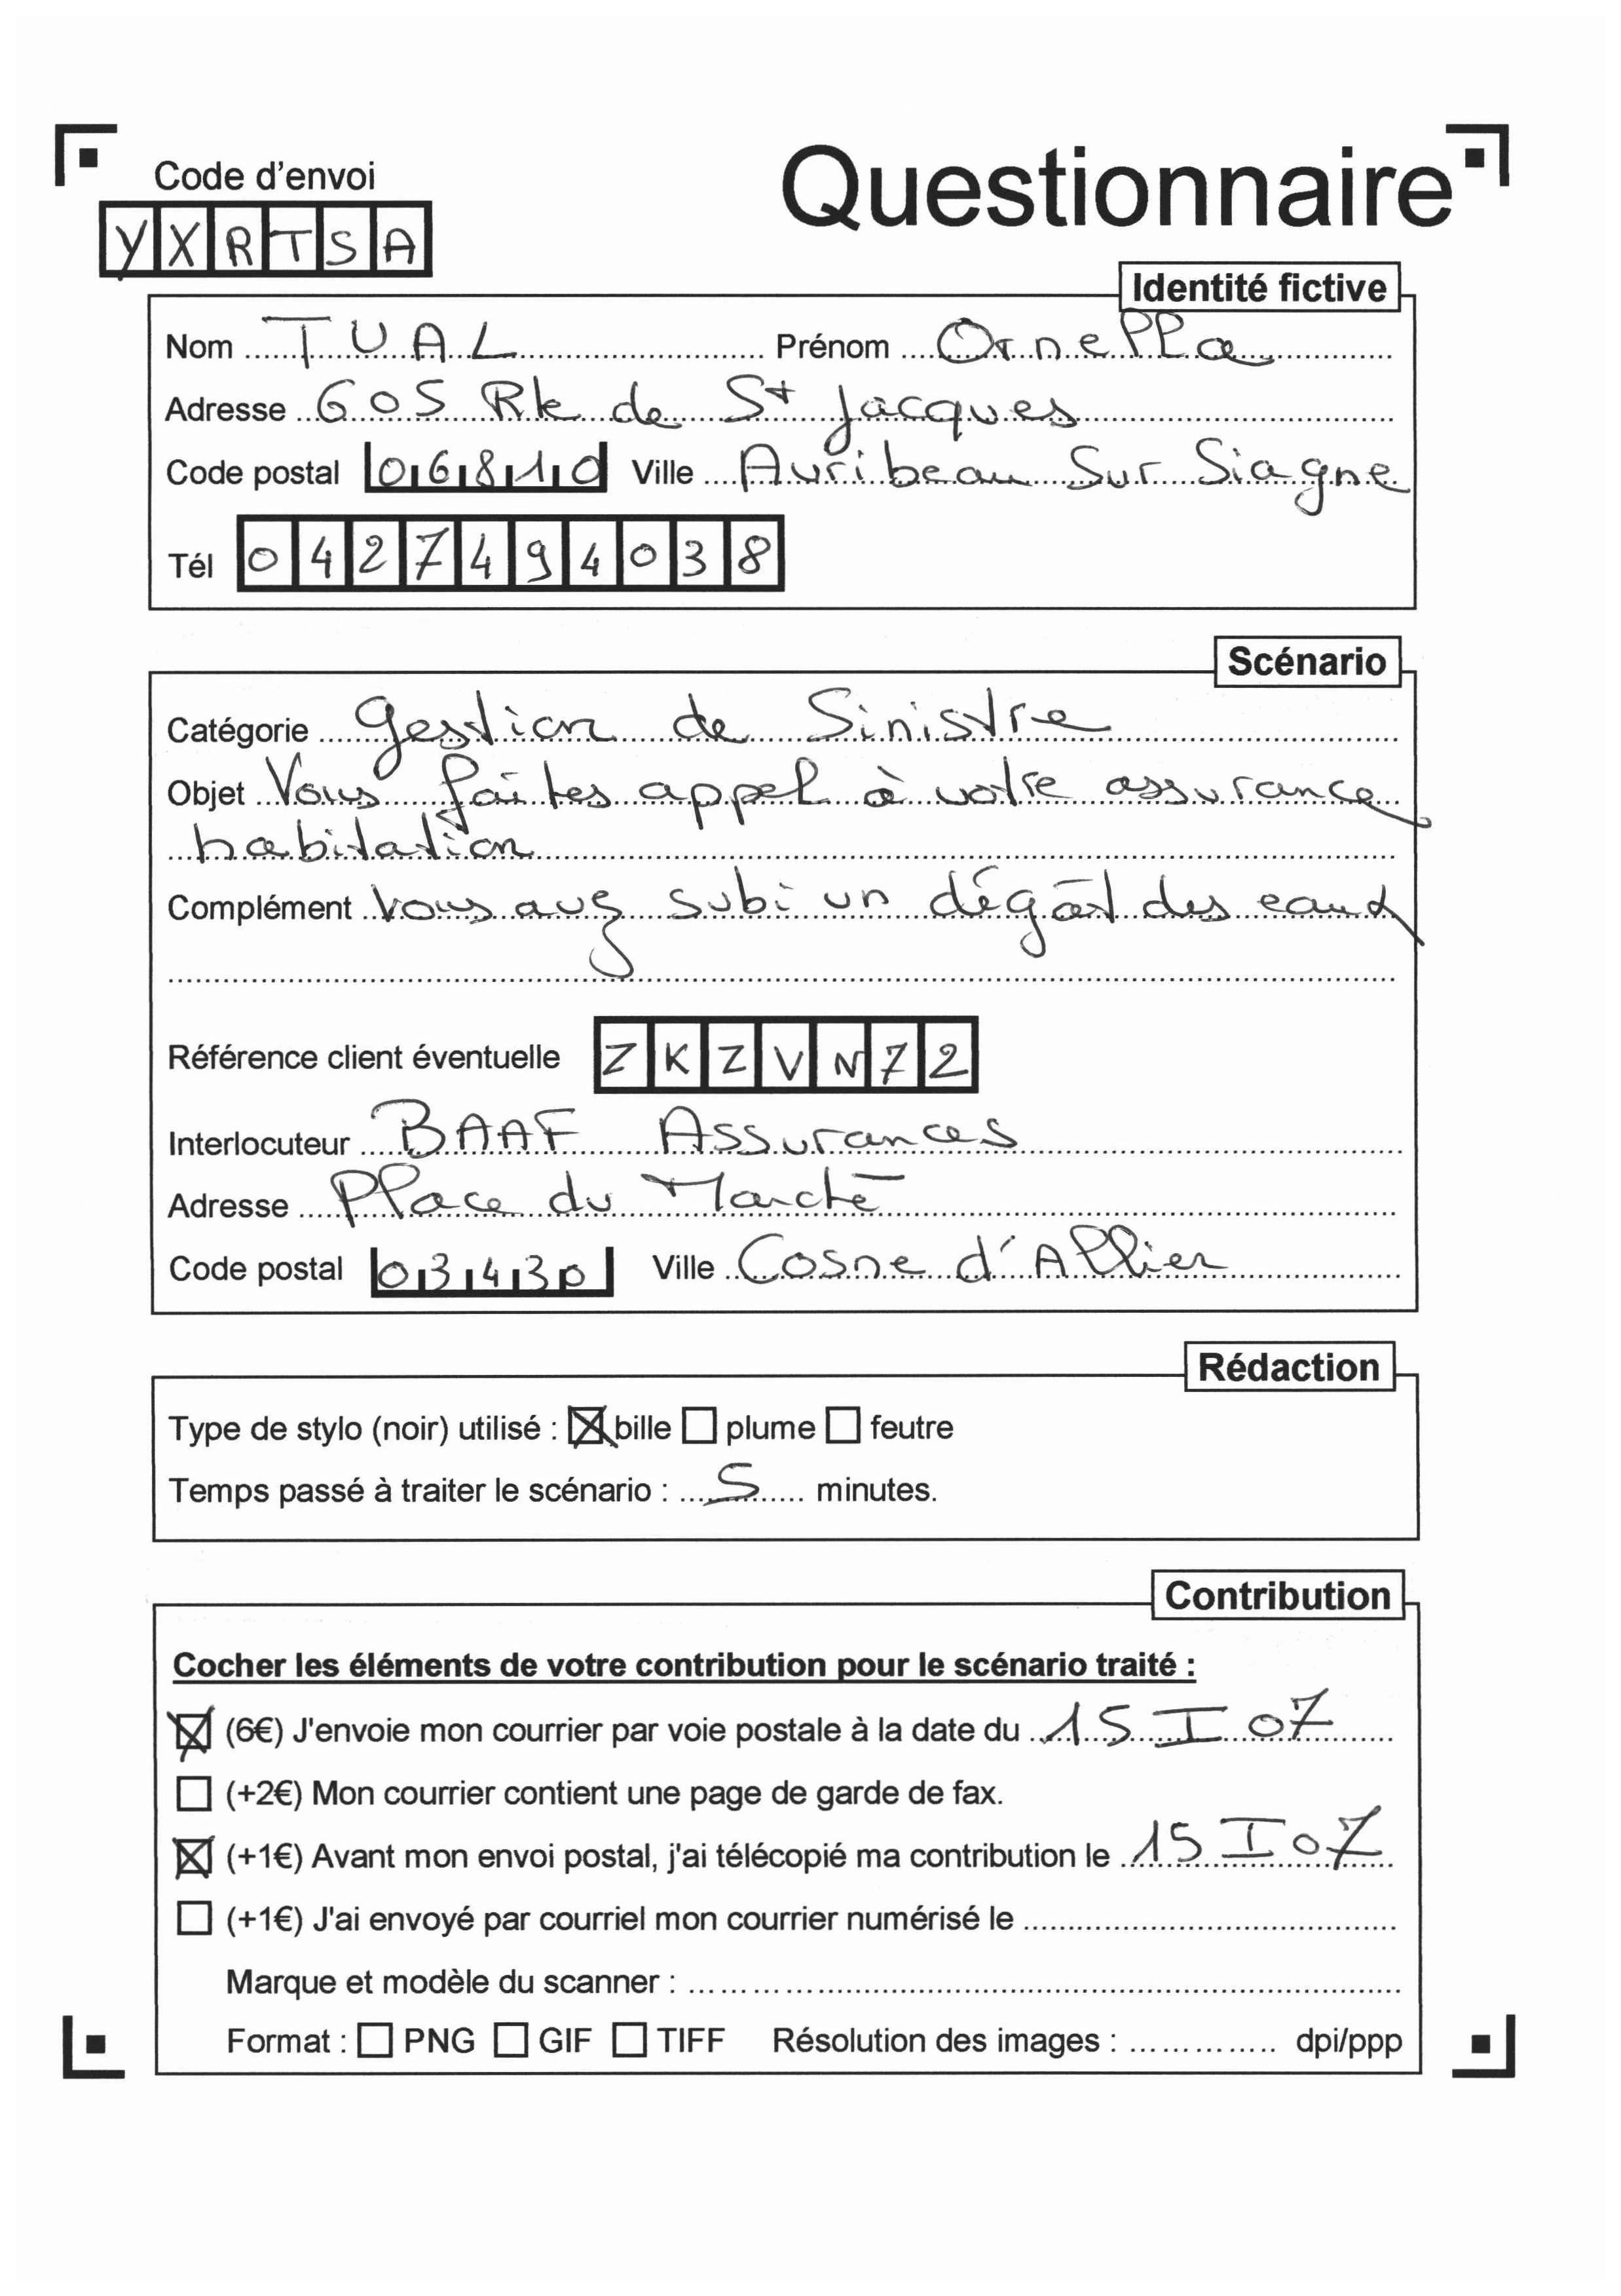 Code d'envoi
Questionnaire
YXRTSA
Identité fictive
Nom TUAL Prénom Ornella
Adresse 605 Rte de St Jacques
Code postal 06810 Ville Auribeau Sur Siagne
Tél 0427494038
Scénario
Catégorie gestion de Sinistre
Objet Vous faites appel à votre assurance
habitation
Complément Vous avez subi un dégât des eaux
Référence client éventuelle ZKZVN72
Interlocuteur BAAF Assurances
Adresse Place du Marché
Code postal 03430 Ville Cosne d'Allier
Rédaction
Type de stylo (noir) utilisé : bille plume feutre
Temps passé à traiter le scénario : 5 minutes.
Contribution
Cocher les éléments de votre contribution pour le scénario traité :
(6€) J'envoie mon courrier par voie postale à la date du 15 I 07
(+2€) Mon courrier contient une page de garde de fax.
(+1€) Avant mon envoi postal, j'ai télécopié ma contribution le 15 I 07
(+1€) J'ai envoyé par courriel mon courrier numérisé le
Marque et modèle du scanner :
Format : PNG GIF TIFF Résolution des images : dpi/ppp